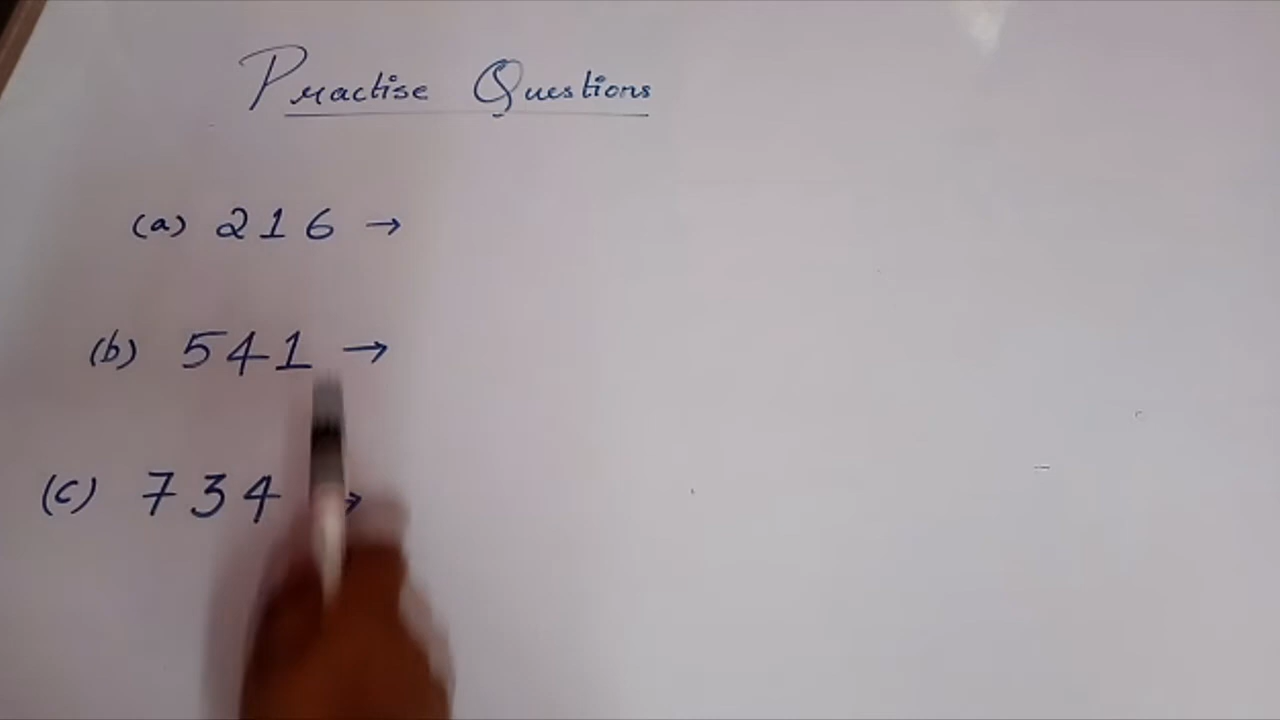 Practise Questions
(a) 216 →
(b) 541 →
(c) 734 →